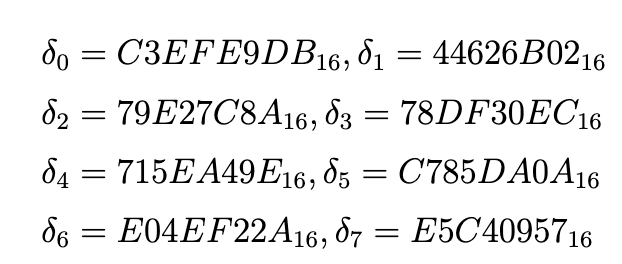 δ₀ = C3EFE9DB₁₆, δ₁ = 44626B02₁₆
δ₂ = 79E27C8A₁₆, δ₃ = 78DF30EC₁₆
δ₄ = 715EA49E₁₆, δ₅ = C785DA0A₁₆
δ₆ = E04EF22A₁₆, δ₇ = E5C40957₁₆